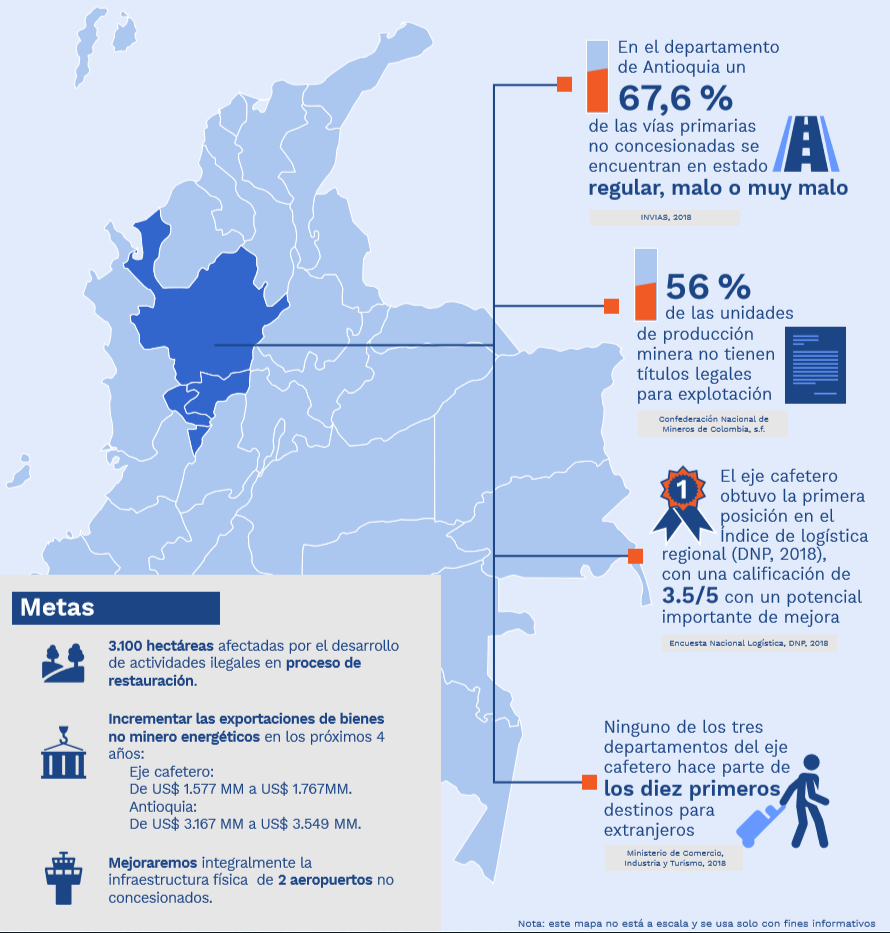 En el departamento
de Antioquia un
67,6 %
de las vías primarias
no concesionadas se
encuentran en estado
regular, malo o muy malo
INVIAS, 2018
56 %
de las unidades
de producción
minera no tienen
títulos legales
para explotación
Confederación Nacional de
Mineros de Colombia, s.f.
1
El eje cafetero
obtuvo la primera
posición en el
Índice de logística
regional (DNP, 2018),
con una calificación de
3.5/5 con un potencial
importante de mejora
Encuesta Nacional Logística, DNP, 2018
Ninguno de los tres
departamentos del eje
cafetero hace parte de
los diez primeros
destinos para
extranjeros
Ministerio de Comercio,
Industria y Turismo, 2018
Metas
3.100 hectáreas afectadas por el desarrollo
de actividades ilegales en proceso de
restauración.
Incrementar las exportaciones de bienes
no minero energéticos en los próximos 4
años:
Eje cafetero:
De US$ 1.577 MM a US$ 1.767MM.
Antioquia:
De US$ 3.167 MM a US$ 3.549 MM.
Mejoraremos integralmente la
infraestructura física de 2 aeropuertos no
concesionados.
Nota: este mapa no está a escala y se usa solo con fines informativos